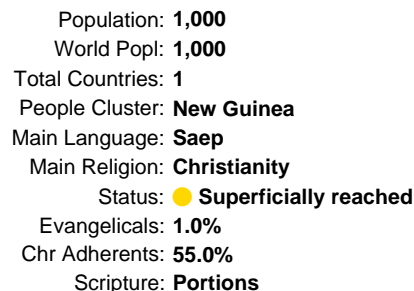 Population: 1,000
World Popl: 1,000
Total Countries: 1
People Cluster: New Guinea
Main Language: Saep
Main Religion: Christianity
Status: Superficially reached
Evangelicals: 1.0%
Chr Adherents: 55.0%
Scripture: Portions